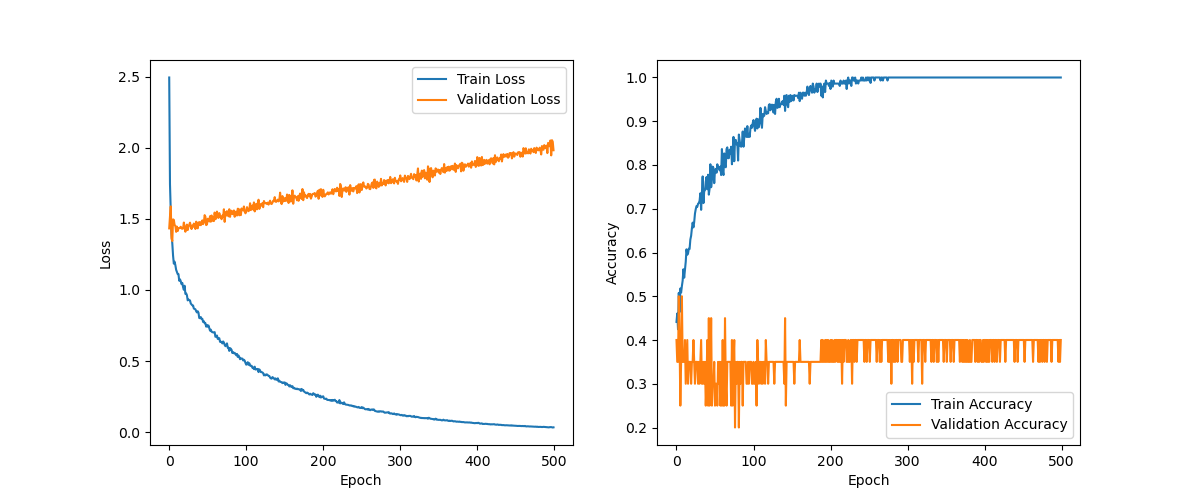 2.5
2.0
1.5
1.0
0.5
0.0
Loss
0 100 200 300 400 500
Epoch
Train Loss
Validation Loss
1.0
0.9
0.8
0.7
0.6
0.5
0.4
0.3
0.2
Accuracy
0 100 200 300 400 500
Epoch
Train Accuracy
Validation Accuracy